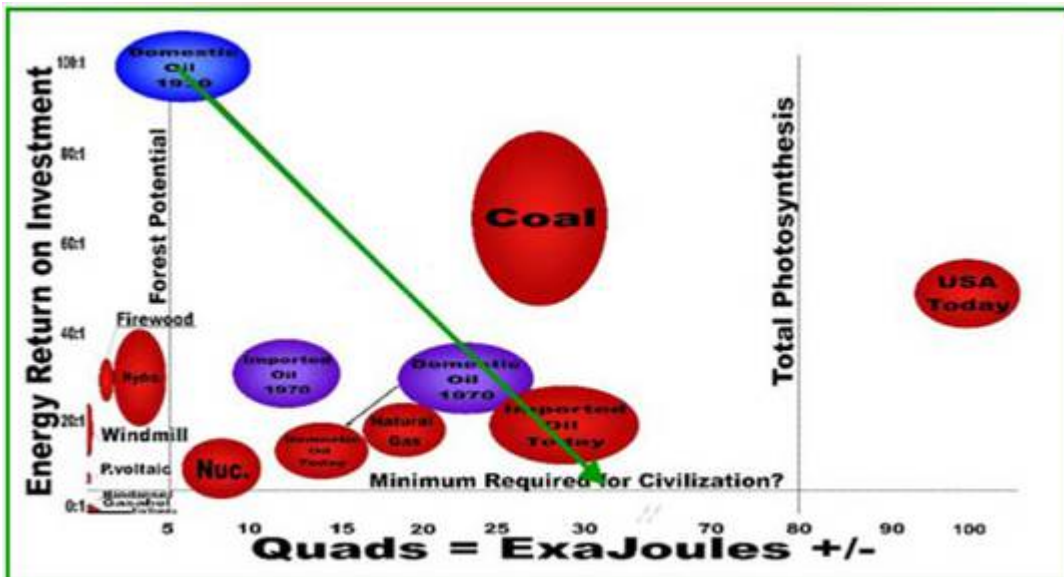 Energy Return on Investment
100:1
80:1
60:1
40:1
20:1
0:1
Domestic
Oil
1930
Forest Potential
Firewood
Hydro
Windmill
P.voltaic
Gasahol
Nuc.
Imported
Oil
1970
Domestic
Oil
Today
Natural
Gas
Domestic
Oil
1970
Imported
Oil
Today
Coal
Minimum Required for Civilization?
Total Photosynthesis
USA
Today
5 10 15 20 25 30 70 80 90 100
Quads = ExaJoules +/-